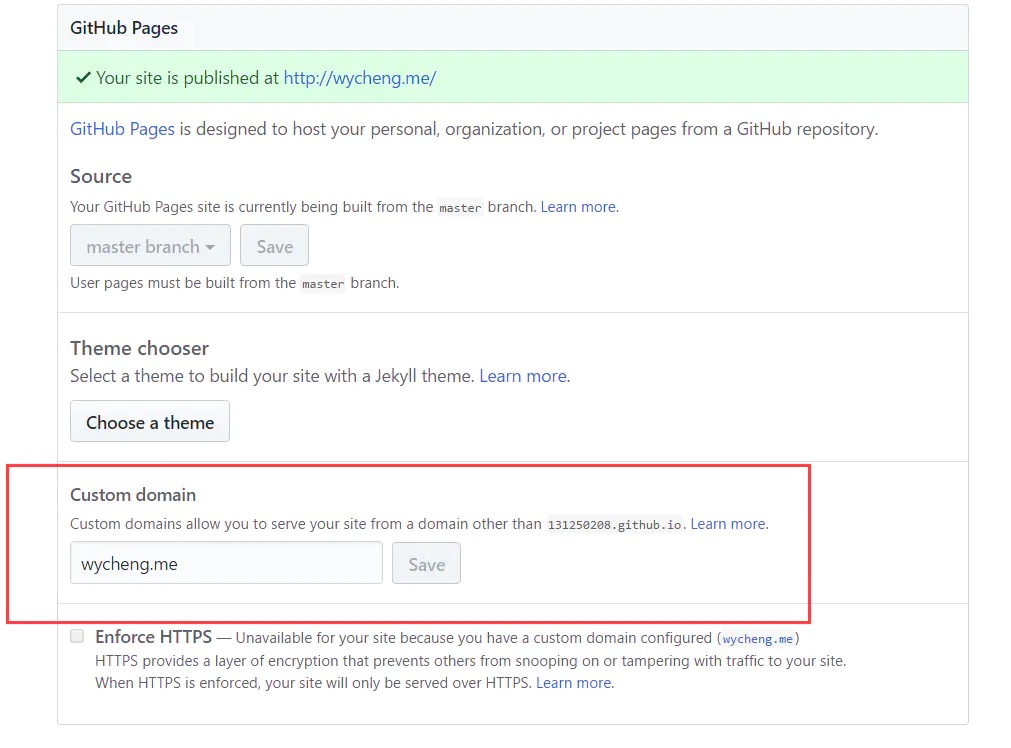 GitHub Pages
✔ Your site is published at http://wycheng.me/
GitHub Pages is designed to host your personal, organization, or project pages from a GitHub repository.
Source
Your GitHub Pages site is currently being built from the master branch. Learn more.
master branch Save
User pages must be built from the master branch.
Theme chooser
Select a theme to build your site with a Jekyll theme. Learn more.
Choose a theme
Custom domain
Custom domains allow you to serve your site from a domain other than 131250208.github.io. Learn more.
wycheng.me Save
Enforce HTTPS — Unavailable for your site because you have a custom domain configured (wycheng.me)
HTTPS provides a layer of encryption that prevents others from snooping on or tampering with traffic to your site.
When HTTPS is enforced, your site will only be served over HTTPS. Learn more.